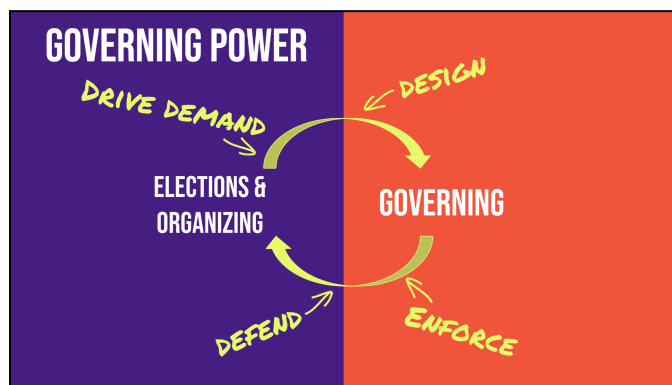 GOVERNING POWER
DRIVE DEMAND
DESIGN
ELECTIONS &
ORGANIZING
GOVERNING
DEFEND
ENFORCE